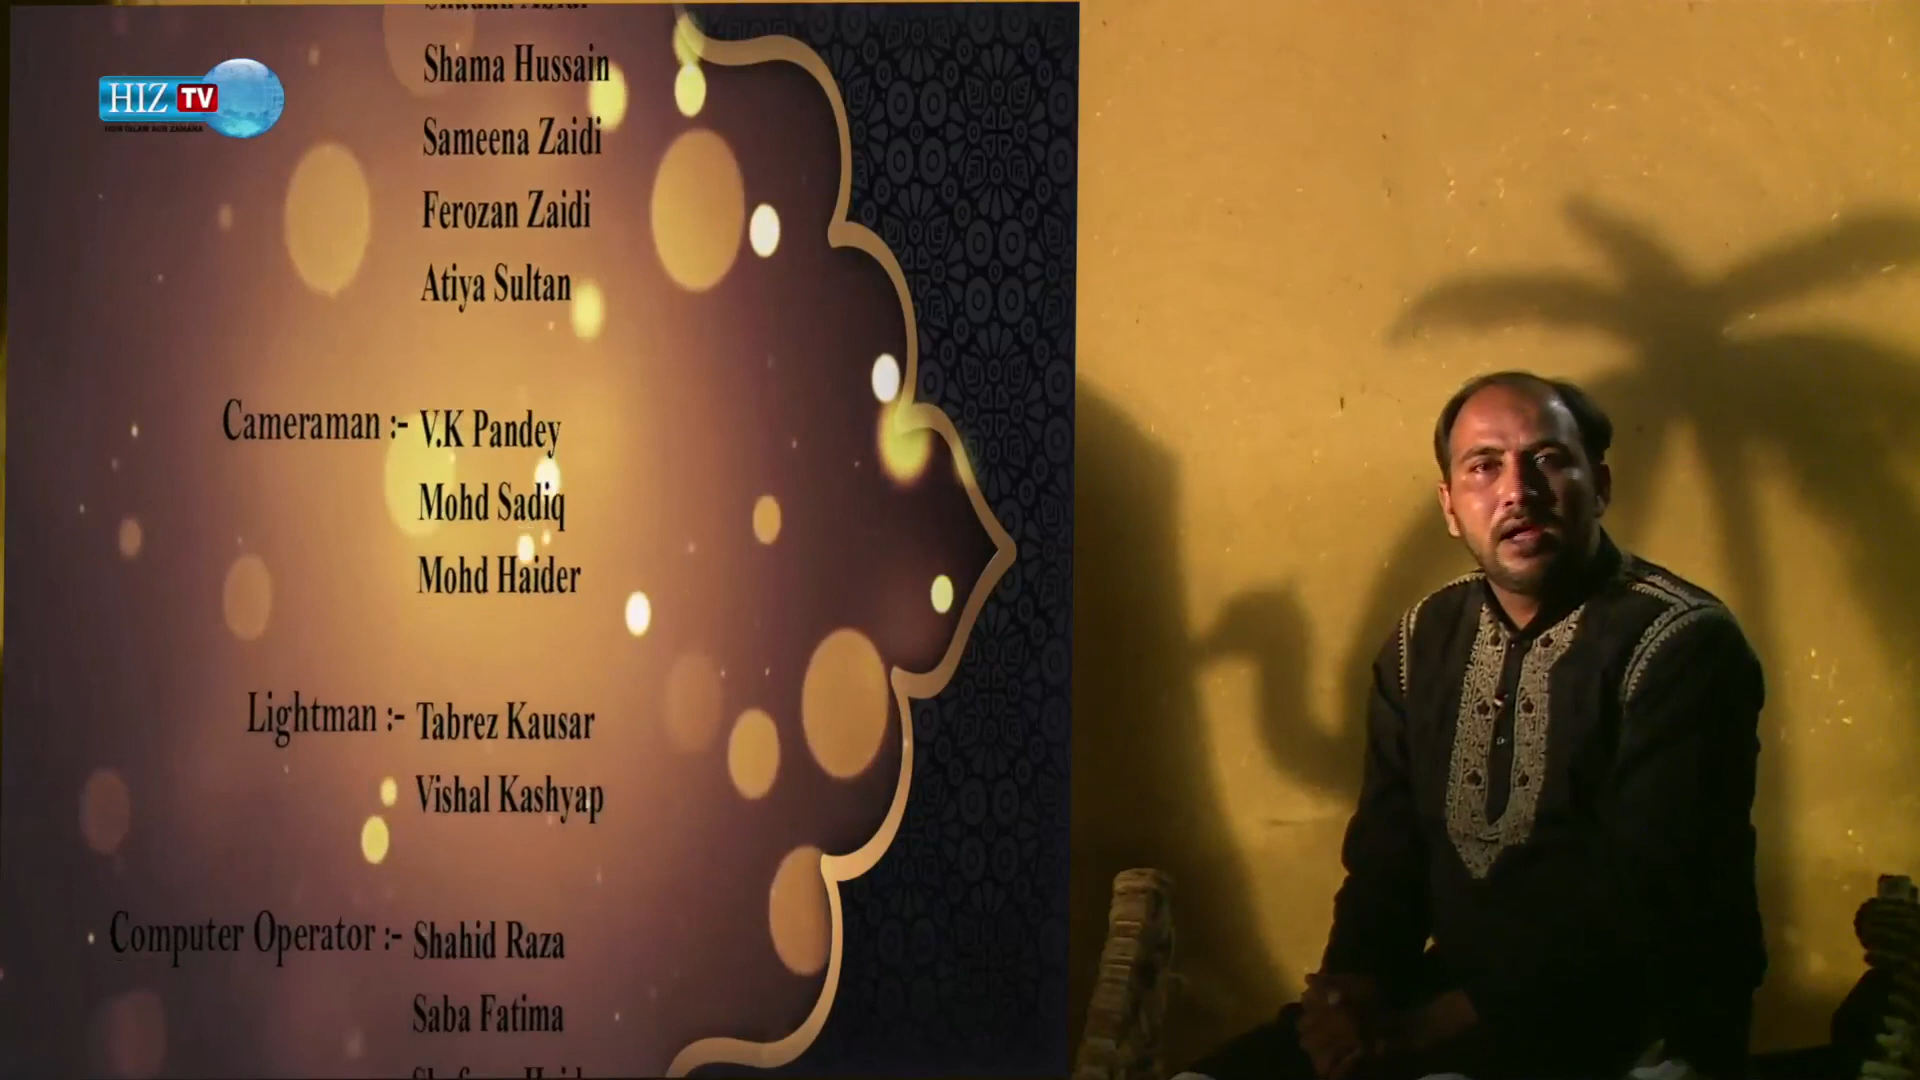 HIZ TV
Shama Hussain
Sameena Zaidi
Ferozan Zaidi
Atiya Sultan
Cameraman :- V.K Pandey
Mohd Sadiq
Mohd Haider
Lightman :- Tabrez Kausar
Vishal Kashyap
Computer Operator :- Shahid Raza
Saba Fatima